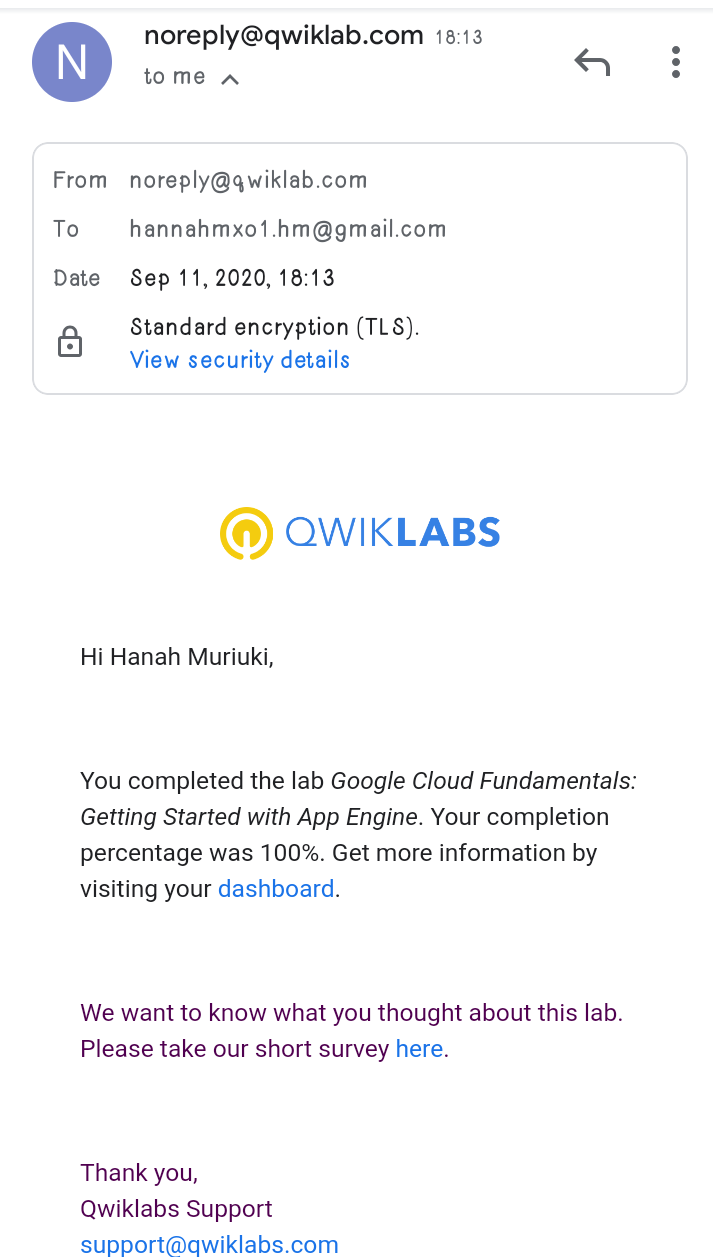 N
noreply@qwiklab.com 18:13
to me
From noreply@qwiklab.com
To hannahmxo1.hm@gmail.com
Date Sep 11, 2020, 18:13
Standard encryption (TLS).
View security details
QWIKLABS
Hi Hanah Muriuki,
You completed the lab Google Cloud Fundamentals:
Getting Started with App Engine. Your completion
percentage was 100%. Get more information by
visiting your dashboard.
We want to know what you thought about this lab.
Please take our short survey here.
Thank you,
Qwiklabs Support
support@qwiklabs.com